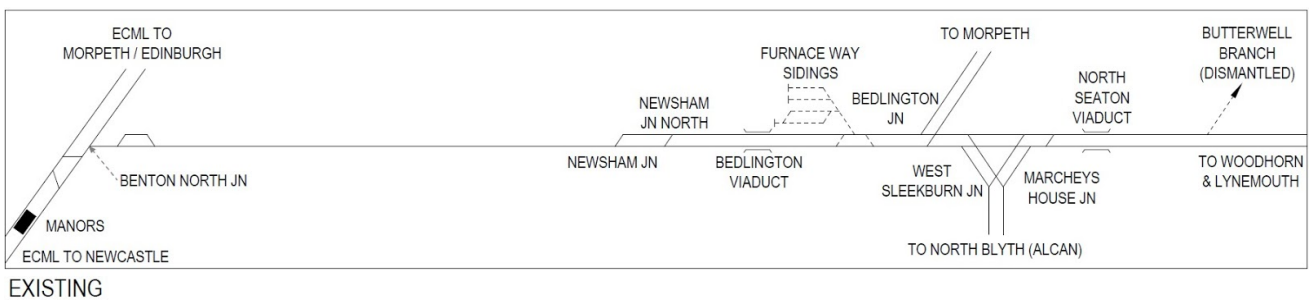 ECML TO
MORPETH / EDINBURGH
BENTON NORTH JN
MANORS
ECML TO NEWCASTLE
NEWSHAM
JN NORTH
NEWSHAM JN
FURNACE WAY
SIDINGS
BEDLINGTON
VIADUCT
BEDLINGTON
JN
TO MORPETH
WEST
SLEEKBURN JN
MARCHEYS
HOUSE JN
TO NORTH BLYTH (ALCAN)
NORTH
SEATON
VIADUCT
BUTTERWELL
BRANCH
(DISMANTLED)
TO WOODHORN
& LYNEMOUTH
EXISTING